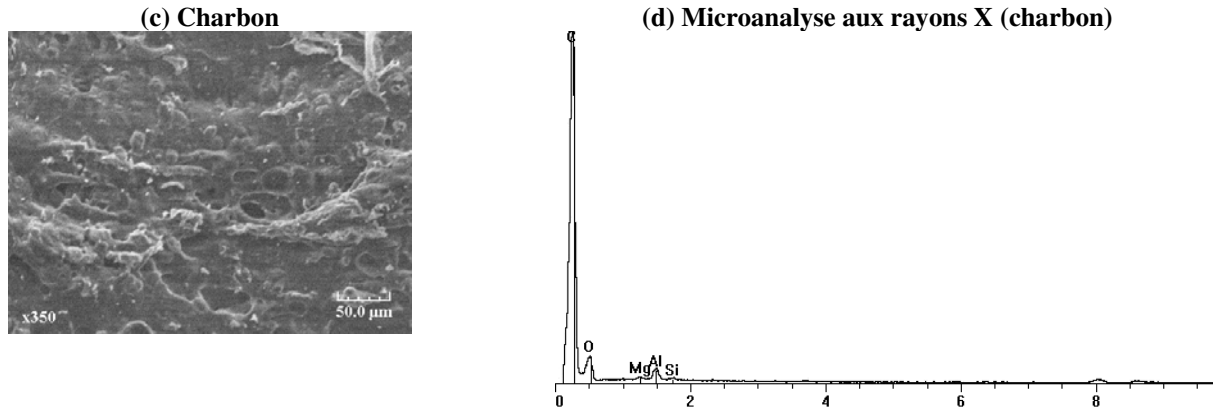 (c) Charbon
(d) Microanalyse aux rayons X (charbon)
x350
50.0 µm
C
O
Mg
Al
Si
0 2 4 6 8